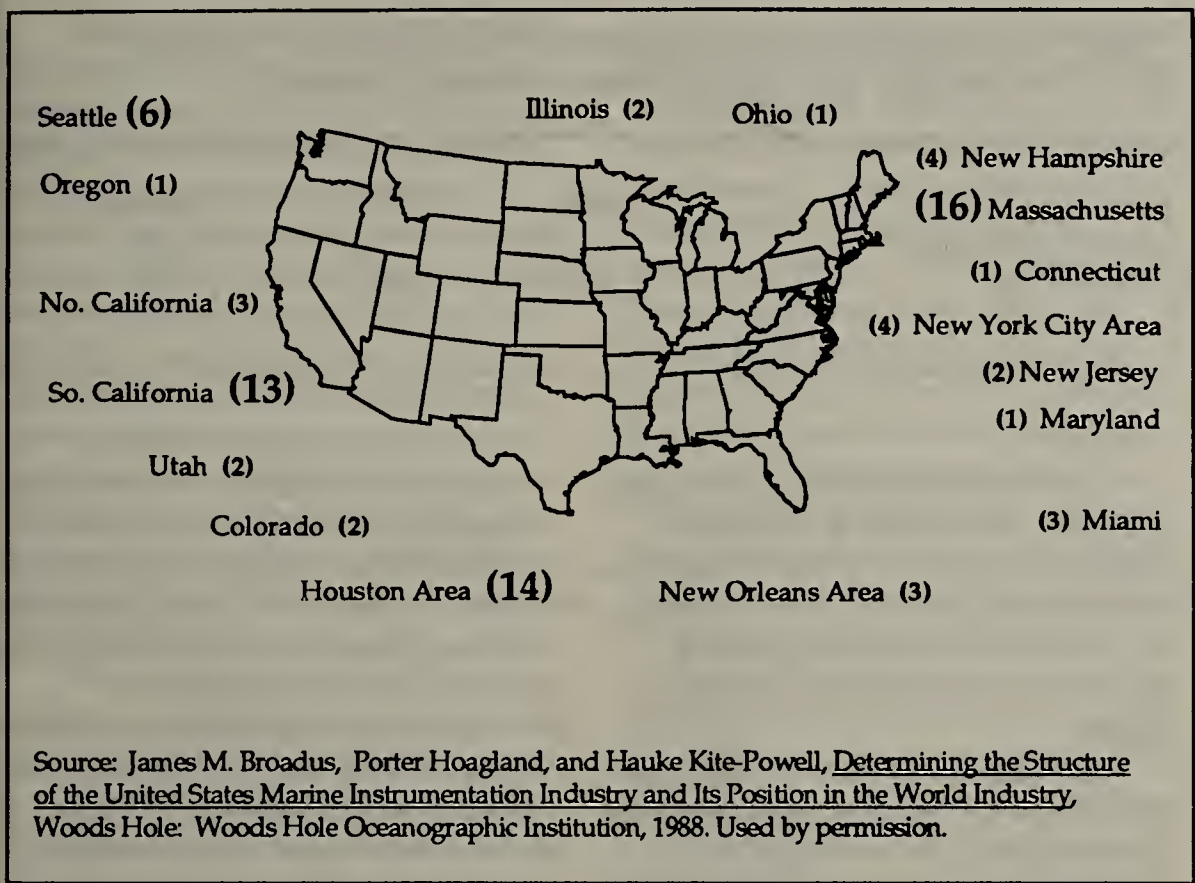 Seattle (6)
Illinois (2)
Ohio (1)
Oregon (1)
(4) New Hampshire
(16) Massachusetts
(1) Connecticut
No. California (3)
(4) New York City Area
So. California (13)
(2) New Jersey
(1) Maryland
Utah (2)
Colorado (2)
(3) Miami
Houston Area (14)
New Orleans Area (3)
Source: James M. Broadus, Porter Hoagland, and Hauke Kite-Powell, Determining the Structure
of the United States Marine Instrumentation Industry and Its Position in the World Industry,
Woods Hole: Woods Hole Oceanographic Institution, 1988. Used by permission.